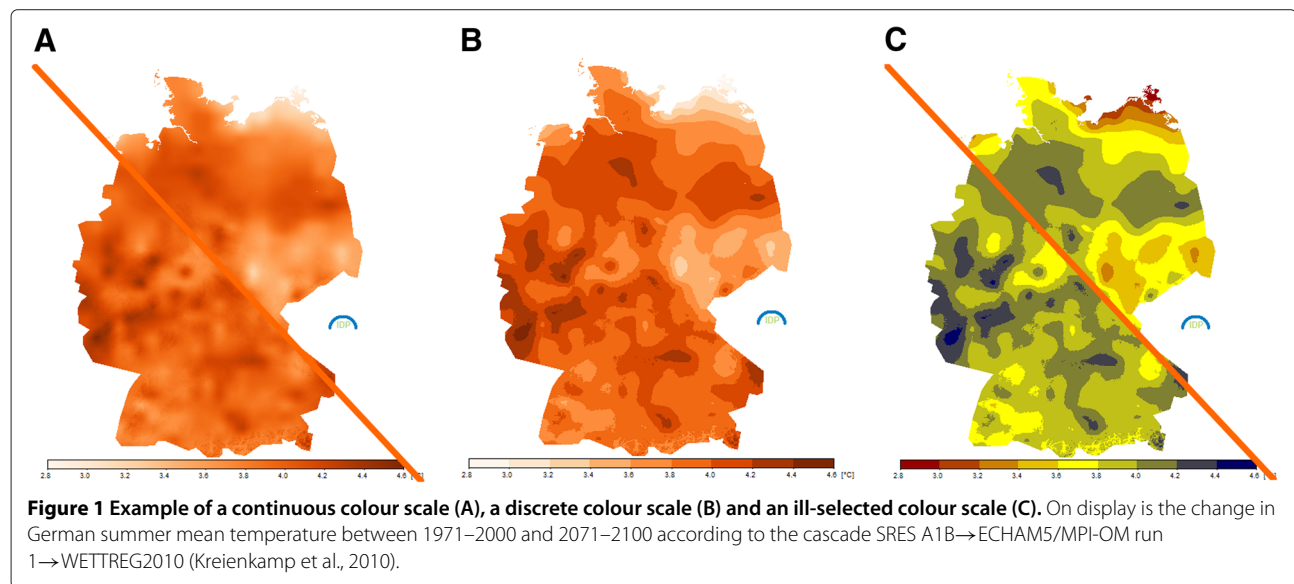 A
B
C
IDP
IDP
IDP
2.8 3.0 3.2 3.4 3.6 3.8 4.0 4.2 4.4 4.6
2.8 3.0 3.2 3.4 3.6 3.8 4.0 4.2 4.4 4.6 [°C]
2.8 3.0 3.2 3.4 3.6 3.8 4.0 4.2 4.4 4.6
Figure 1 Example of a continuous colour scale (A), a discrete colour scale (B) and an ill-selected colour scale (C). On display is the change in
German summer mean temperature between 1971–2000 and 2071–2100 according to the cascade SRES A1B→ECHAM5/MPI-OM run
1→WETTREG2010 (Kreienkamp et al., 2010).